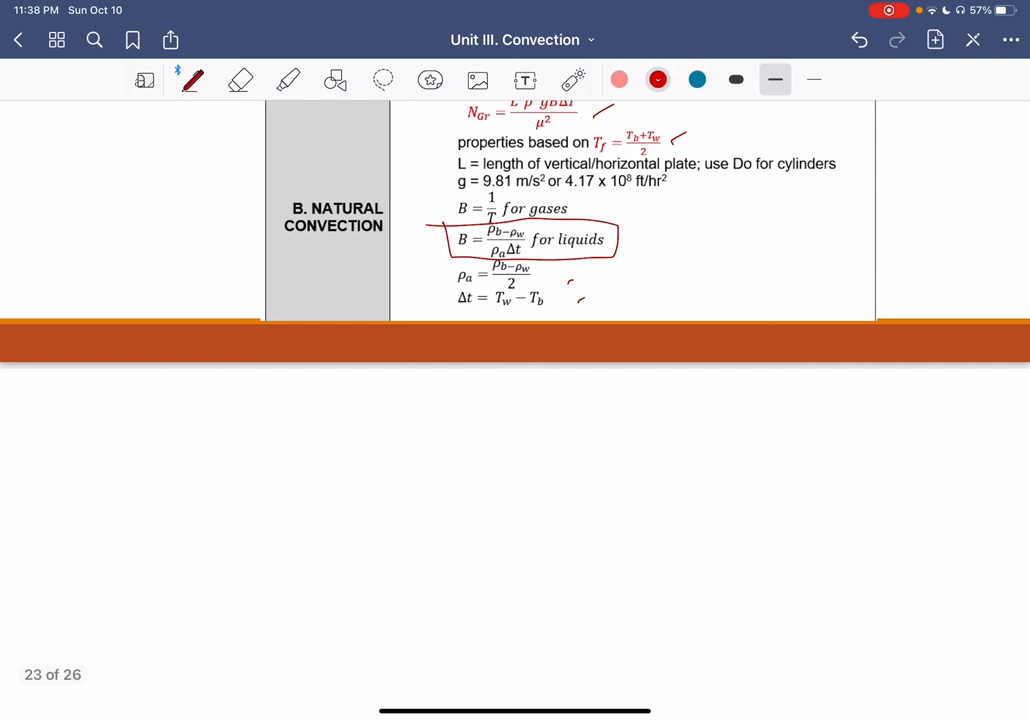 11:38 PM Sun Oct 10
57%
Unit III. Convection
N_Gr = L ρ gBΔT / μ²
properties based on T_f = (T_b+T_w)/2
L = length of vertical/horizontal plate; use Do for cylinders
g = 9.81 m/s² or 4.17 x 10⁸ ft/hr²
B. NATURAL
CONVECTION
B = 1/T for gases
B = (ρ_b−ρ_w)/(ρ_aΔt) for liquids
ρ_a = (ρ_b−ρ_w)/2
Δt = T_w − T_b
23 of 26